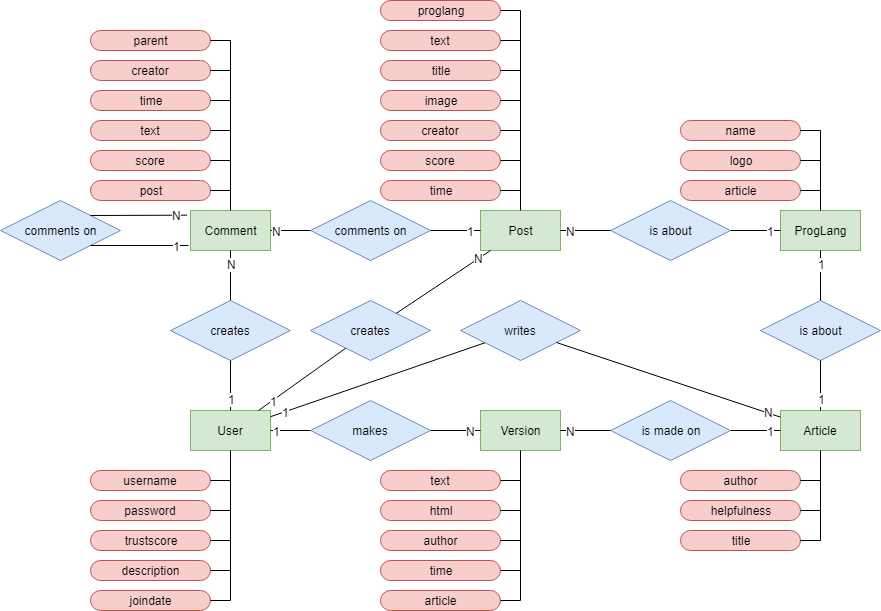 proglang
parent
text
creator
title
time
image
text
creator
name
score
score
logo
post
time
article
comments on
N
1
Comment
N
comments on
1
Post
N
is about
1
ProgLang
N
N
1
creates
creates
writes
is about
1
1
1
N
1
User
1
makes
N
Version
N
is made on
1
Article
username
text
author
password
html
helpfulness
trustscore
author
title
description
time
joindate
article